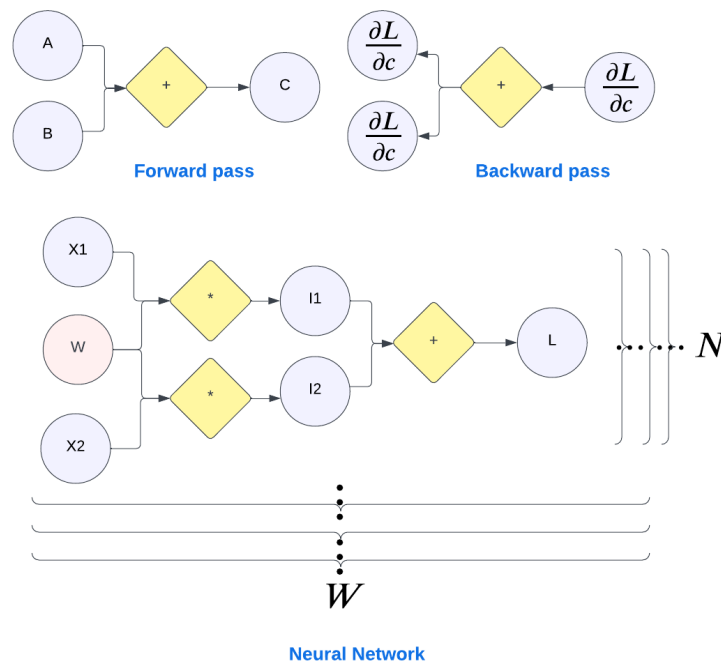 A
+
C
B
Forward pass
∂L
∂c
+
∂L
∂c
∂L
∂c
Backward pass
X1
*
I1
W
+
L
N
*
I2
X2
W
Neural Network